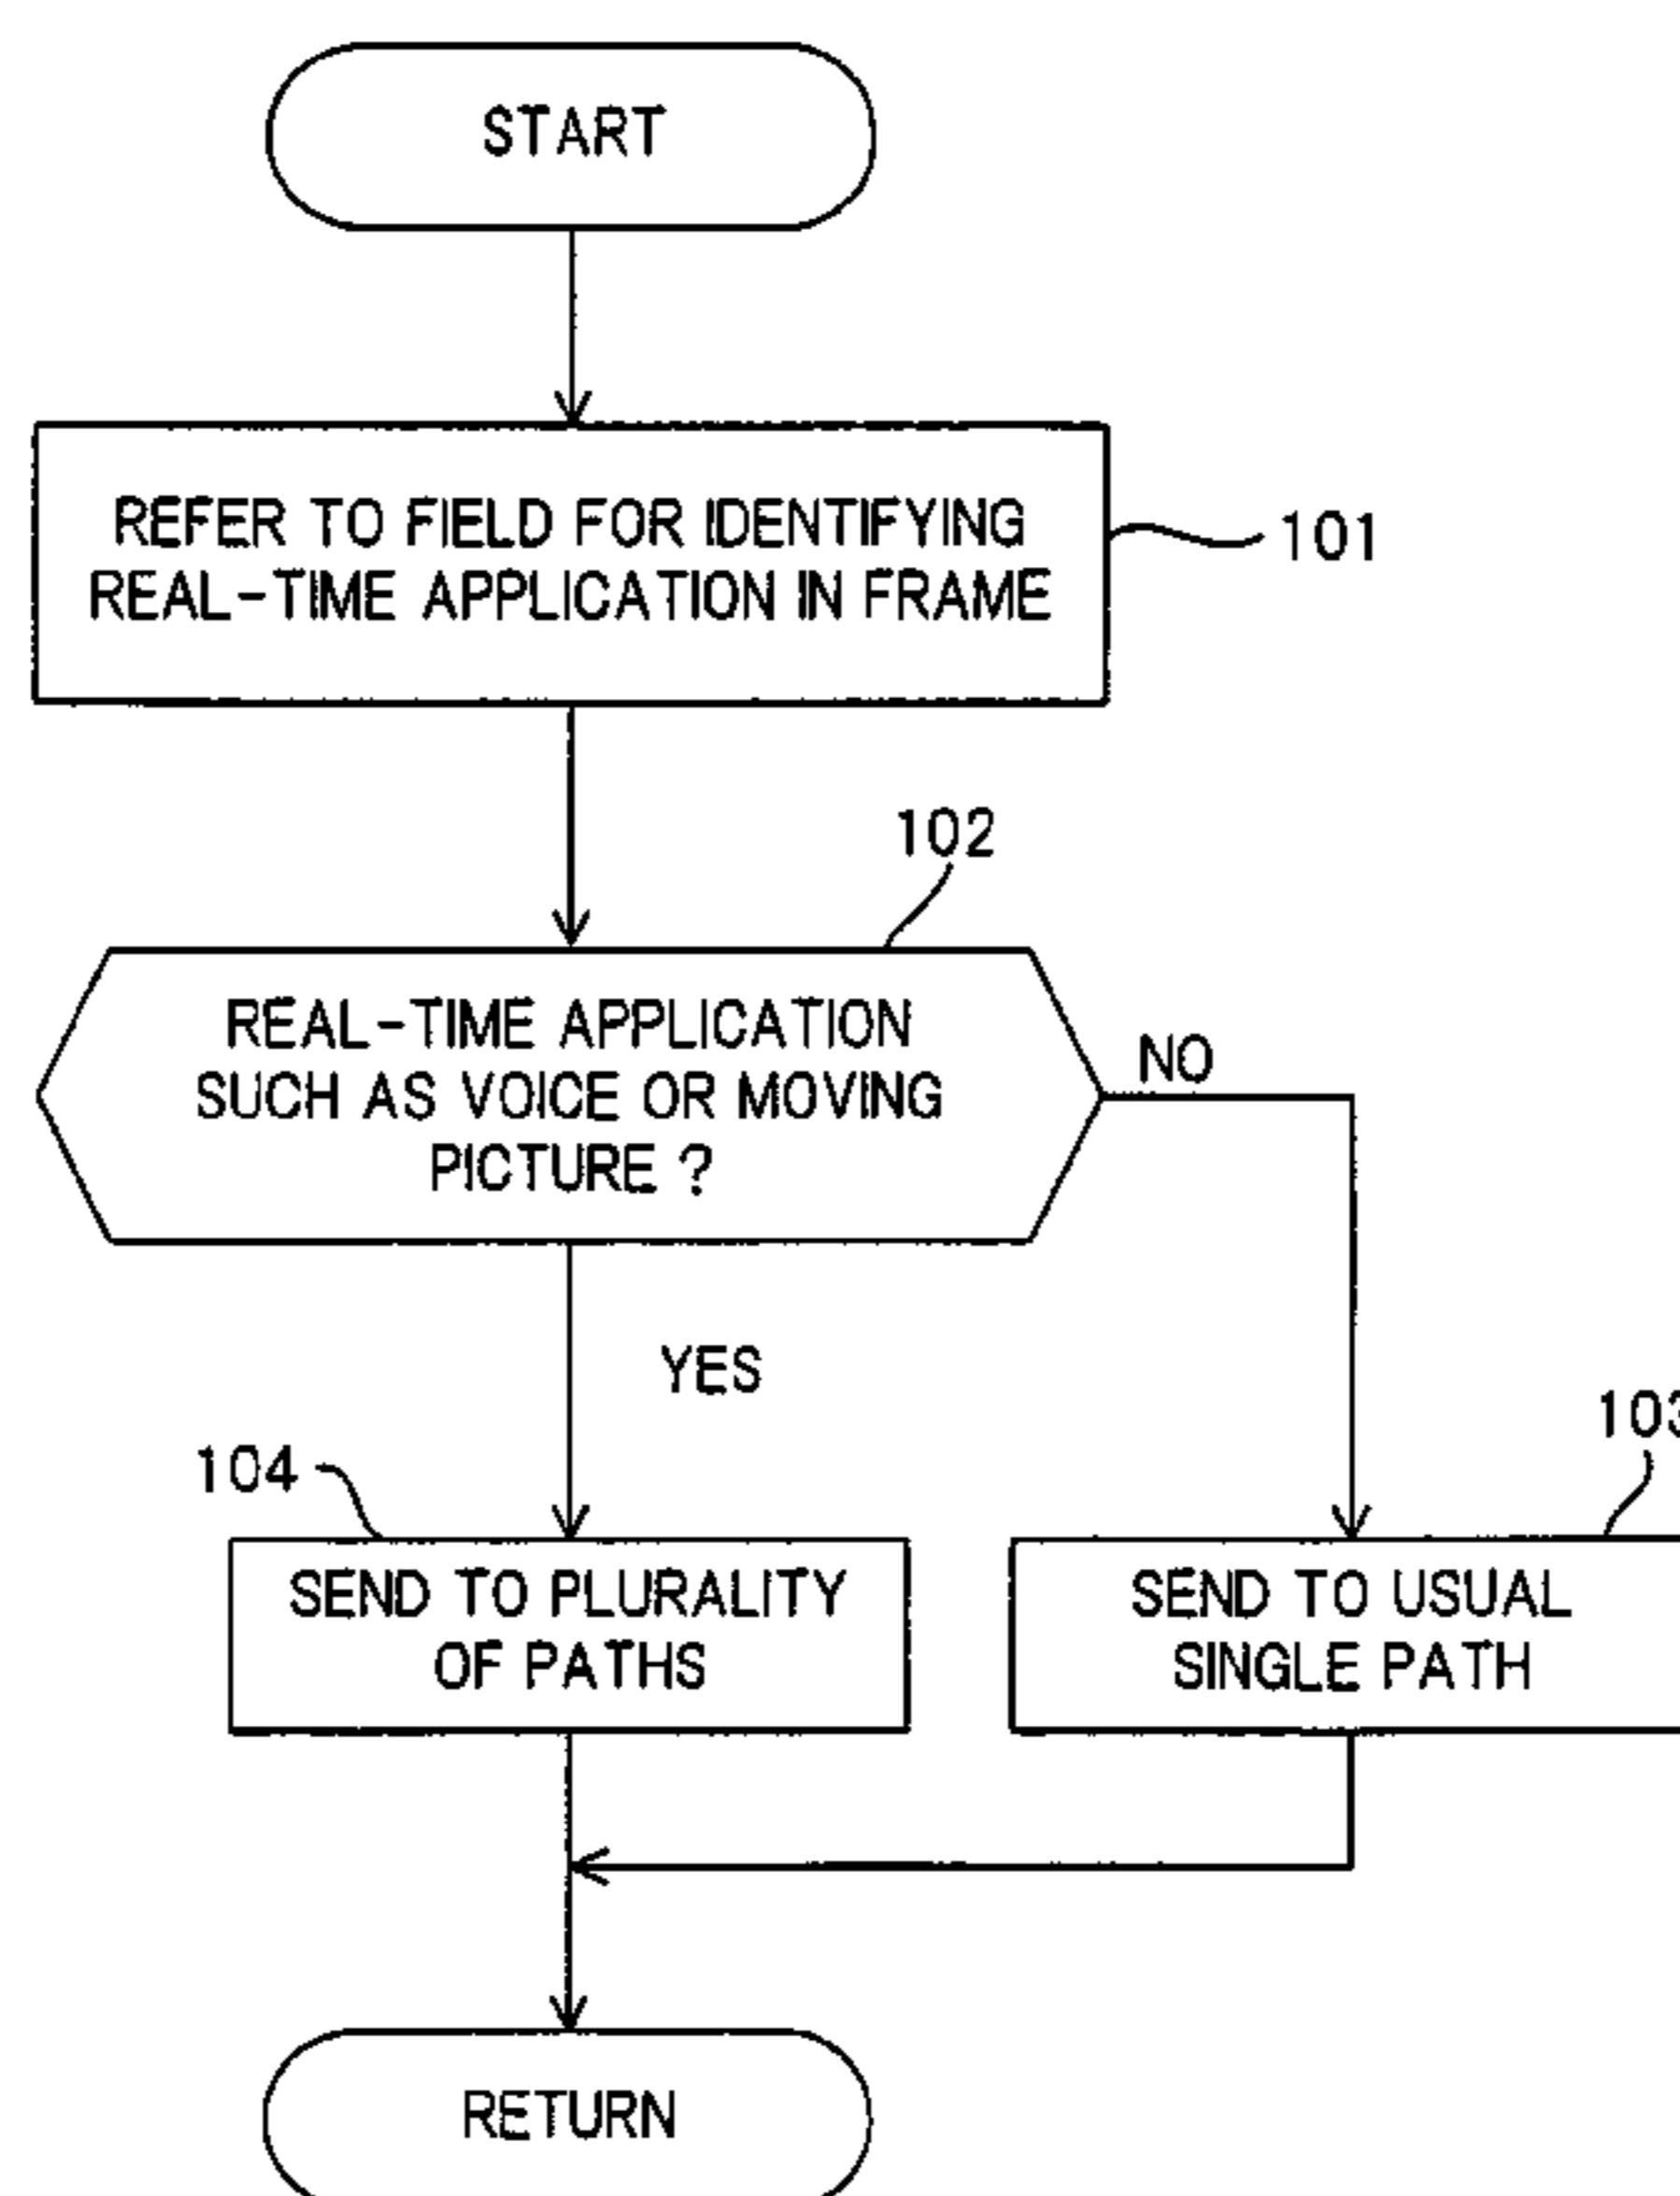 START
REFER TO FIELD FOR IDENTIFYING
REAL-TIME APPLICATION IN FRAME
101
102
REAL-TIME APPLICATION
SUCH AS VOICE OR MOVING
PICTURE ?
NO
YES
103
104
SEND TO PLURALITY
OF PATHS
SEND TO USUAL
SINGLE PATH
RETURN